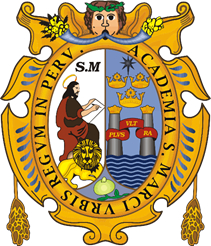 ACADEMIA S. MARCI VRBIS REGVM IN PERV
S.M
PLVS VLT RA